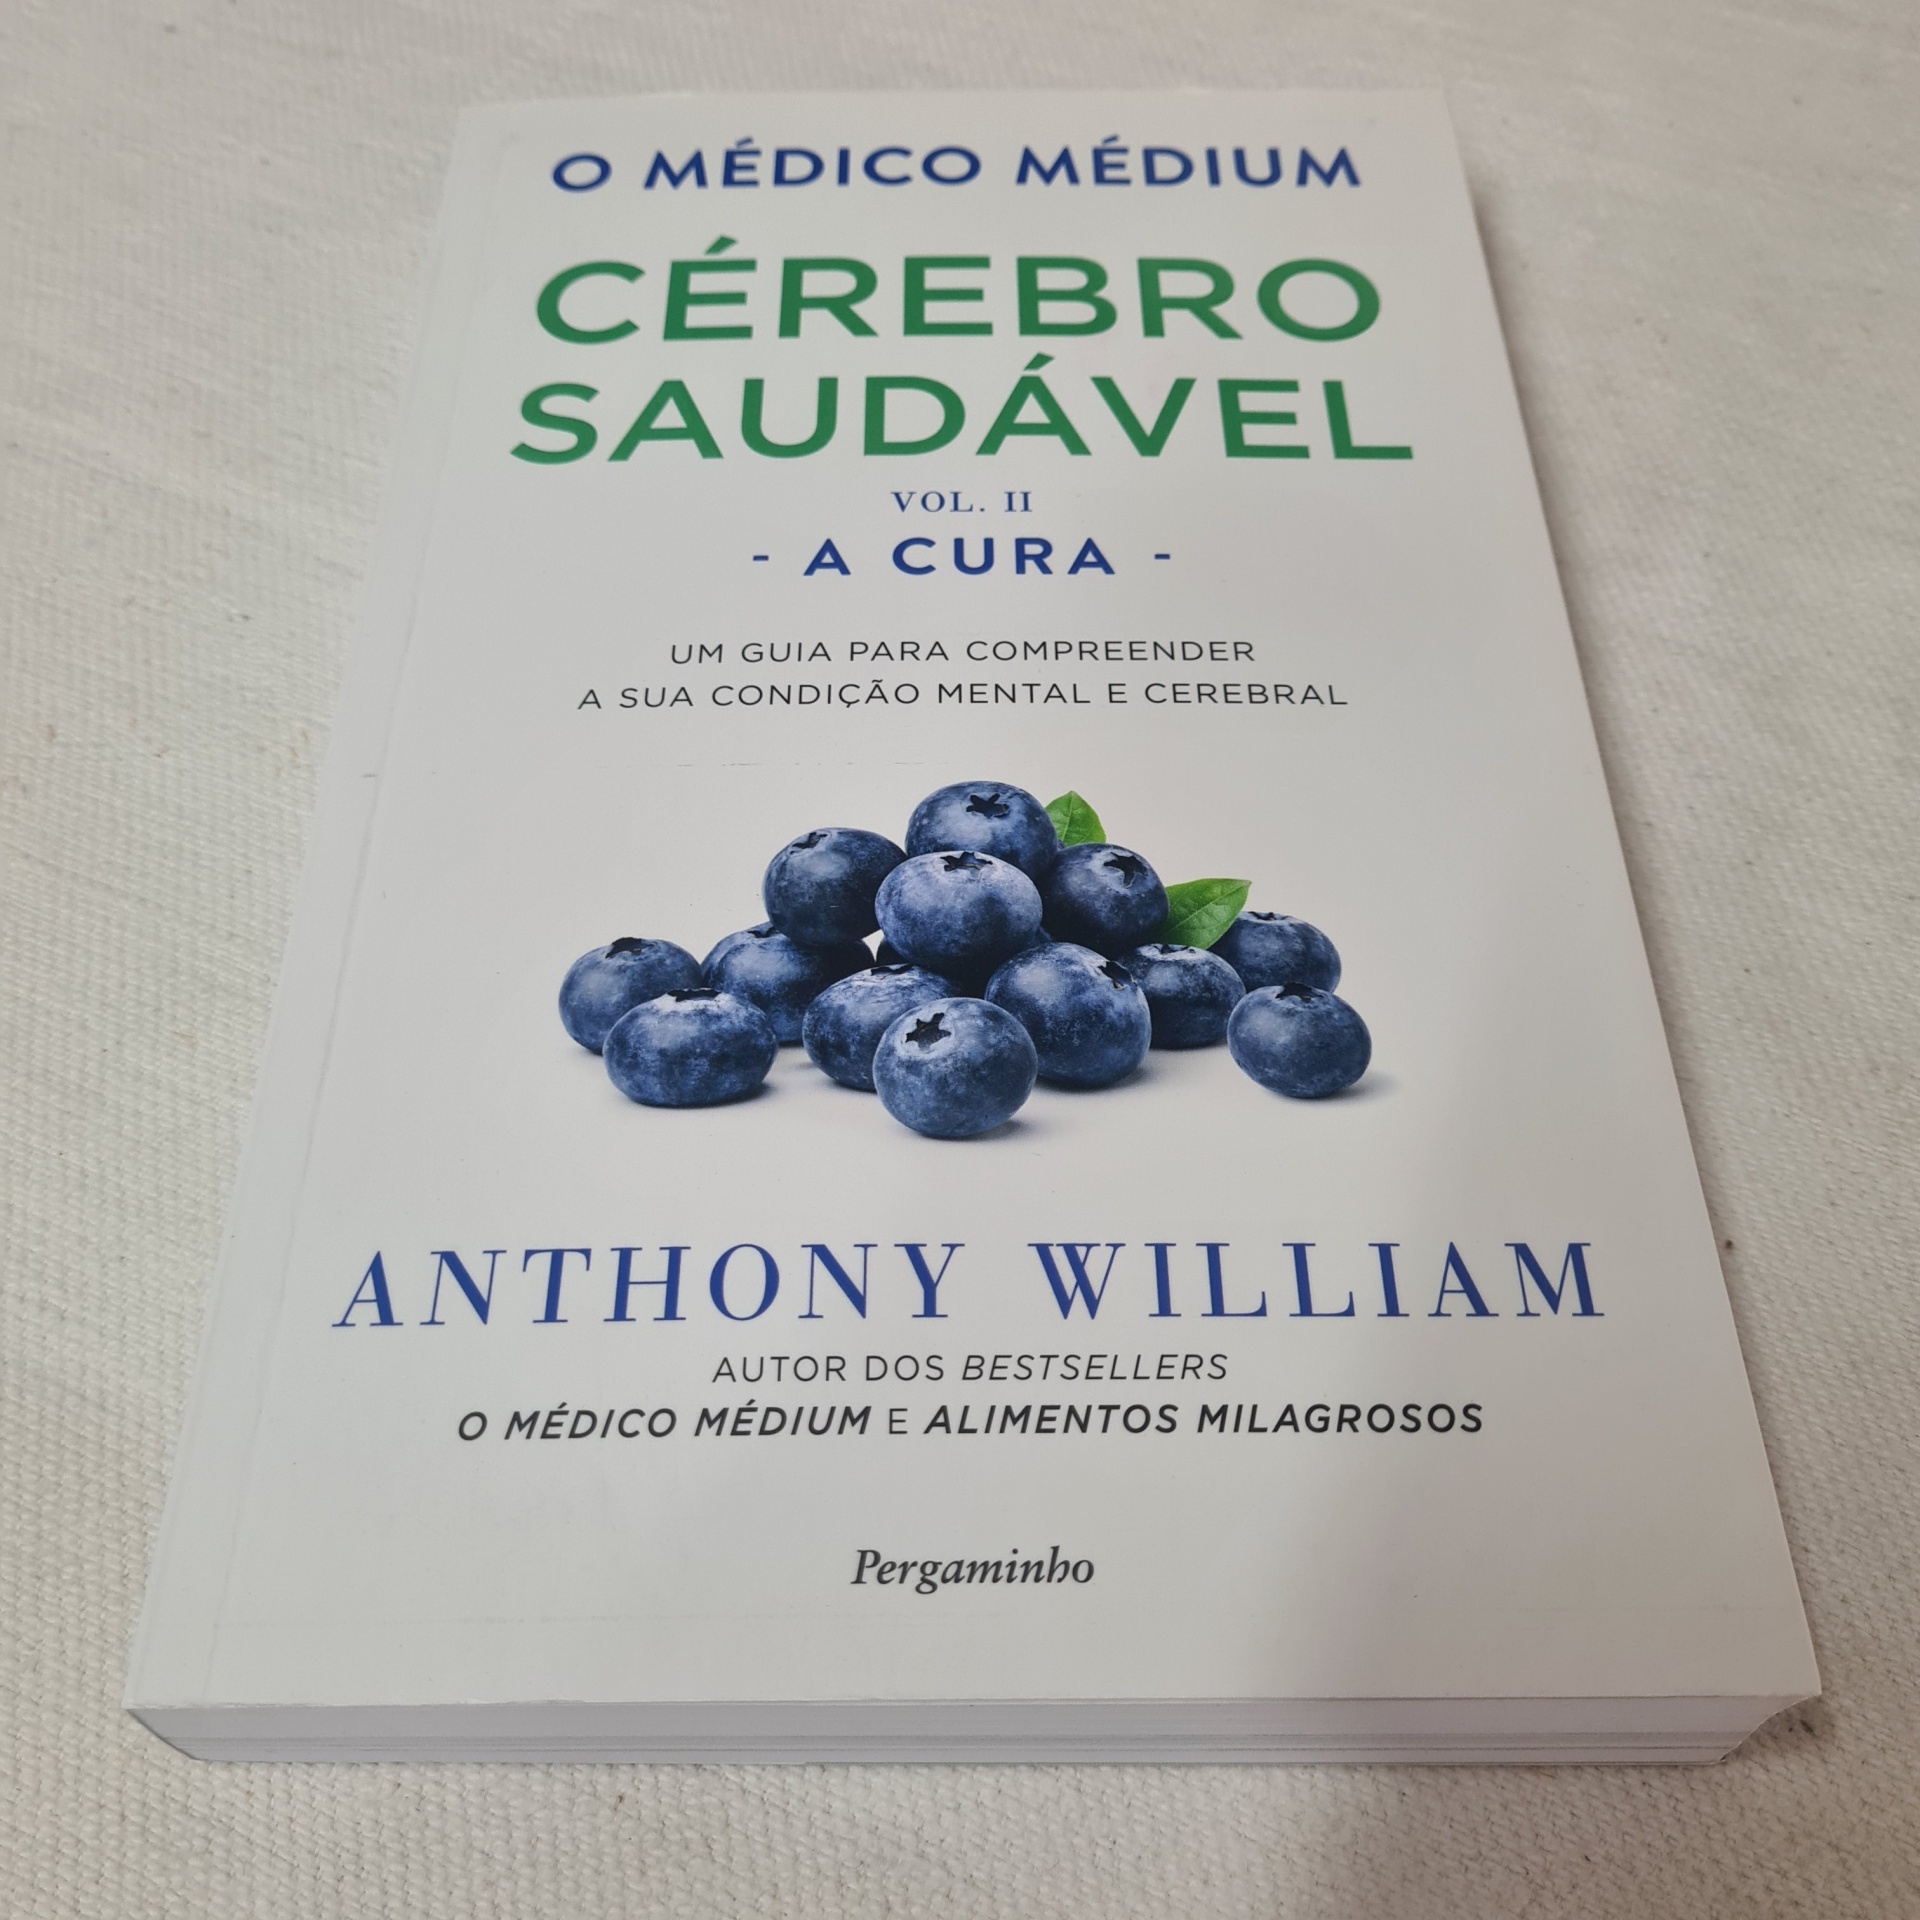 O MÉDICO MÉDIUM
CÉREBRO
SAUDÁVEL
VOL. II
- A CURA -
UM GUIA PARA COMPREENDER
A SUA CONDIÇÃO MENTAL E CEREBRAL
ANTHONY WILLIAM
AUTOR DOS BESTSELLERS
O MÉDICO MÉDIUM E ALIMENTOS MILAGROSOS
Pergaminho